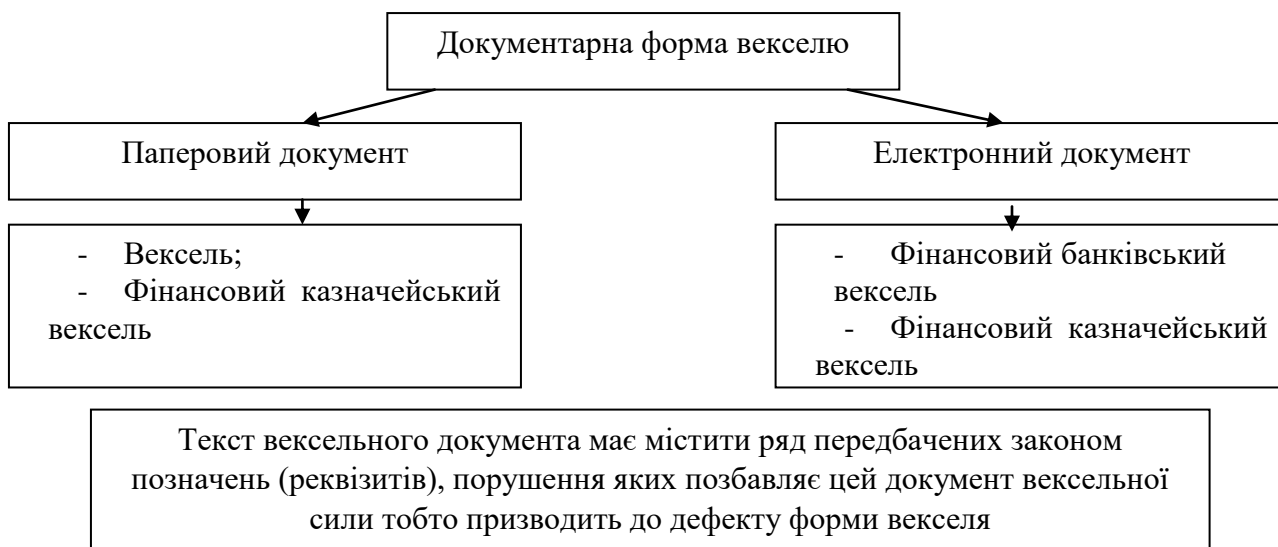 Документарна форма векселю
Паперовий документ
Електронний документ
- Вексель;
- Фінансовий казначейський
вексель
- Фінансовий банківський
вексель
- Фінансовий казначейський
вексель
Текст вексельного документа має містити ряд передбачених законом
позначень (реквізитів), порушення яких позбавляє цей документ вексельної
сили тобто призводить до дефекту форми векселя